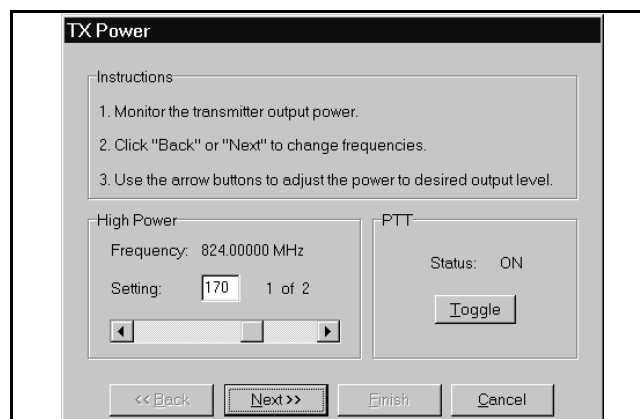 TX Power
Instructions
1. Monitor the transmitter output power.
2. Click "Back" or "Next" to change frequencies.
3. Use the arrow buttons to adjust the power to desired output level.
High Power
Frequency: 824.00000 MHz
Setting: 170 1 of 2
PTT
Status: ON
Toggle
<< Back Next >> Finish Cancel